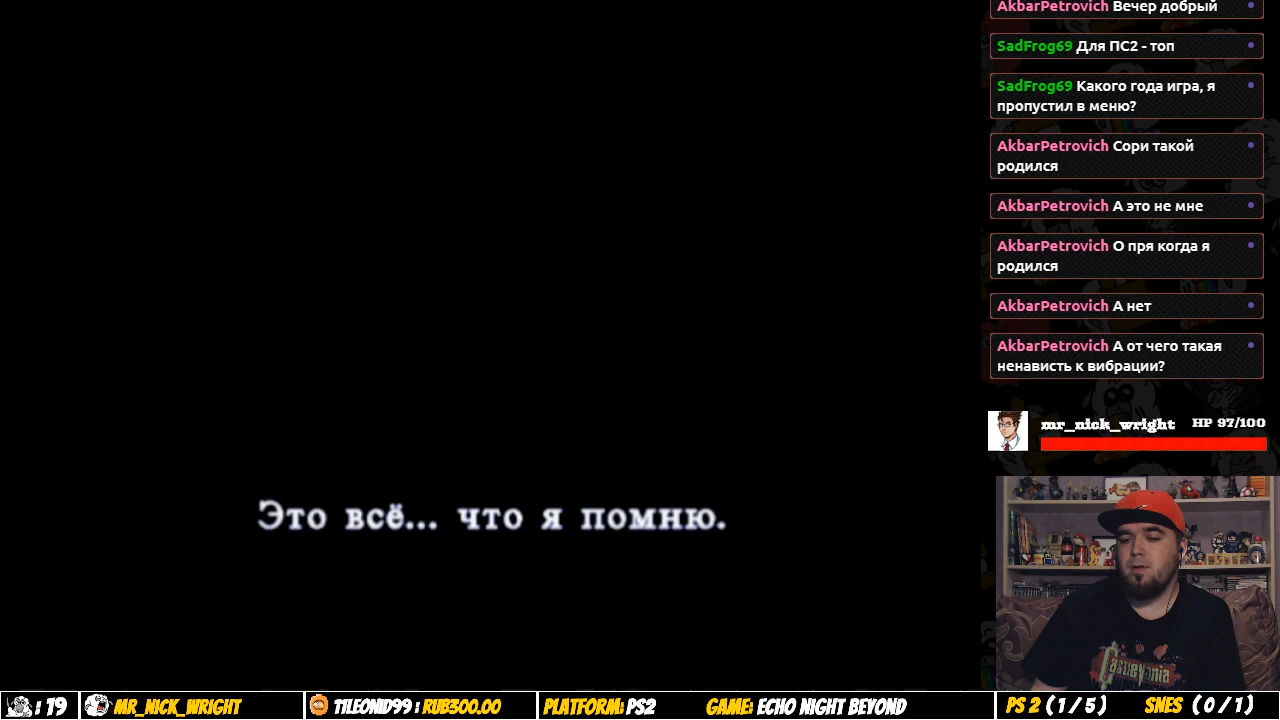 AkbarPetrovich Вечер добрый
SadFrog69 Для ПС2 - топ
SadFrog69 Какого года игра, я
пропустил в меню?
AkbarPetrovich Сори такой
родился
AkbarPetrovich А это не мне
AkbarPetrovich О пря когда я
родился
AkbarPetrovich А нет
AkbarPetrovich А от чего такая
ненависть к вибрации?
mr_nick_wright HP 97/100
Это всё... что я помню.
Castlevania
: 19 MR_NICK_WRIGHT TILEONID99 : RUB300.00 PLATFORM: PS2 GAME: ECHO NIGHT BEYOND PS 2 (1/5) SNES (0/1)